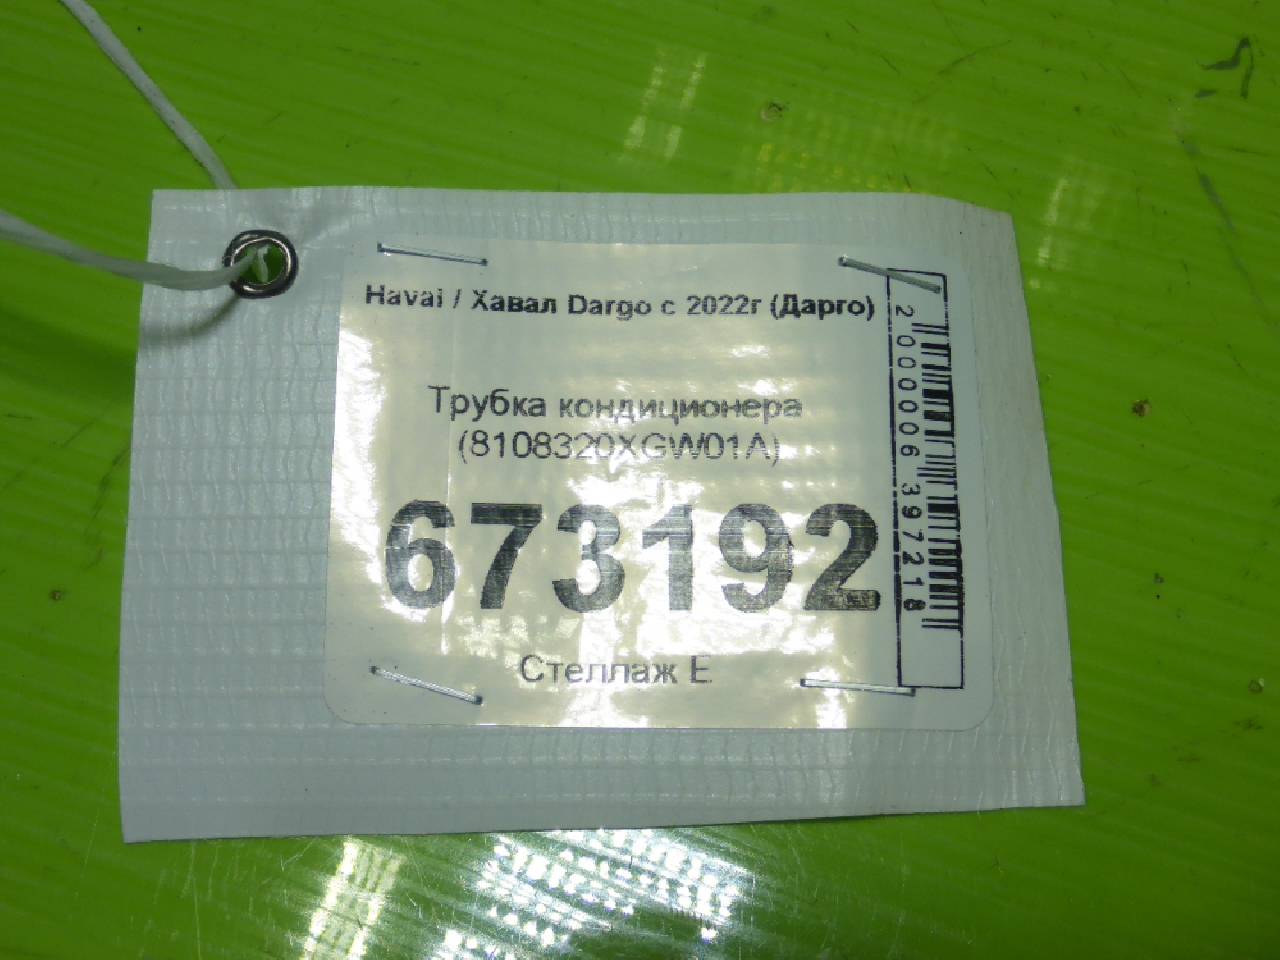 Haval / Хавал Dargo с 2022г (Дарго)
Трубка кондиционера
(8108320XGW01A)
673192
Стеллаж E
2000006397218